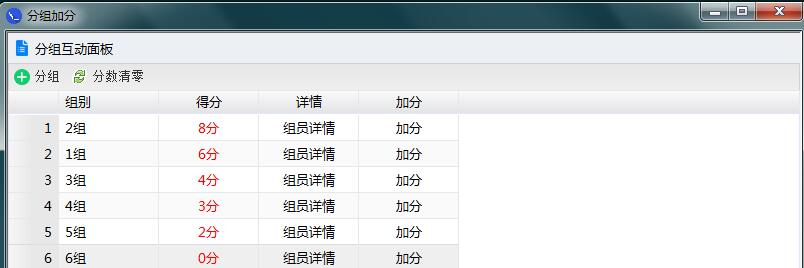 分组加分
分组互动面板
分组 分数清零
组别 得分 详情 加分
1 2组 8分 组员详情 加分
2 1组 6分 组员详情 加分
3 3组 4分 组员详情 加分
4 4组 3分 组员详情 加分
5 5组 2分 组员详情 加分
6 6组 0分 组员详情 加分